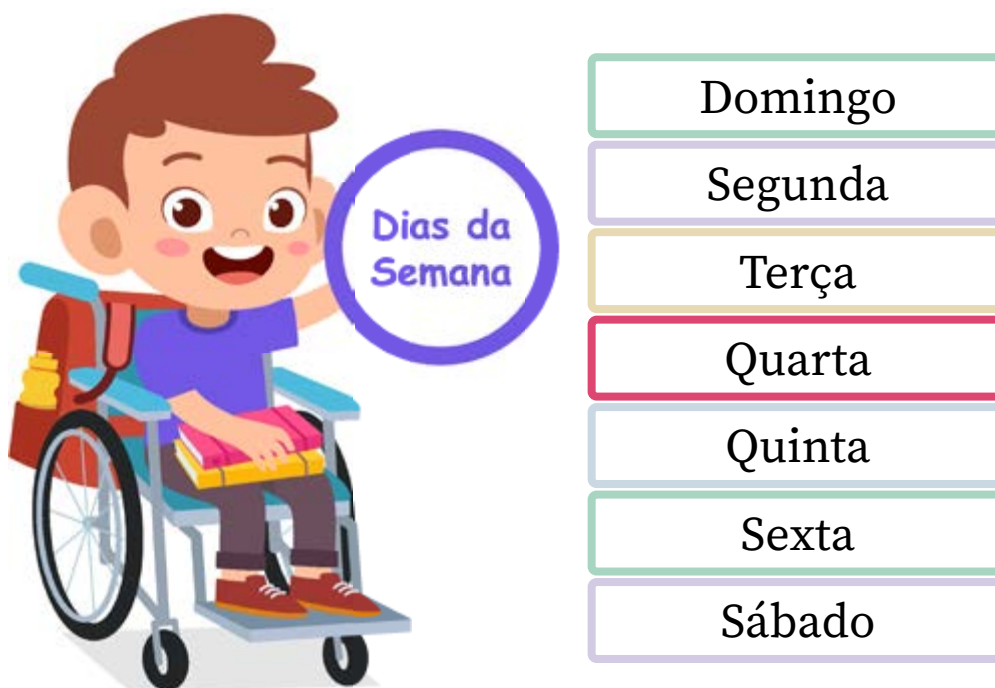 Dias da
Semana
Domingo
Segunda
Terça
Quarta
Quinta
Sexta
Sábado